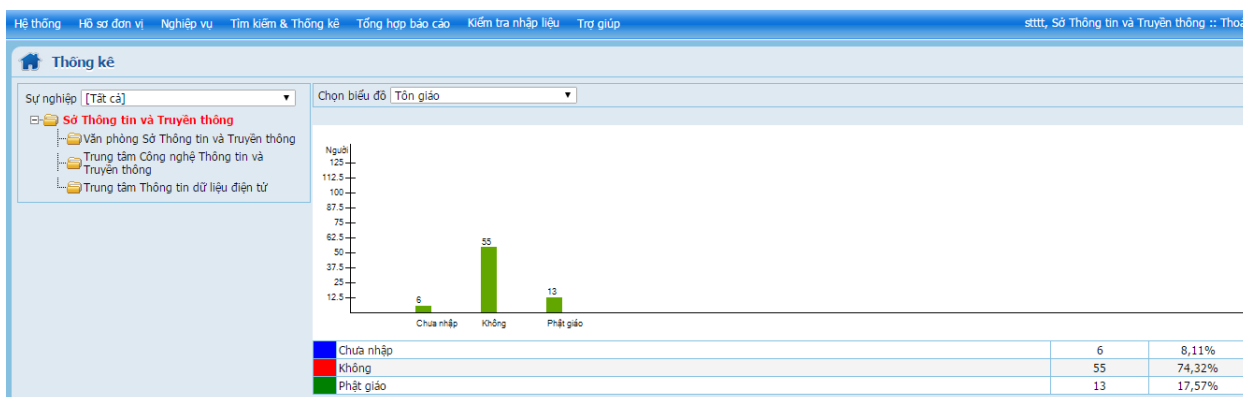 Hệ thống Hồ sơ đơn vị Nghiệp vụ Tìm kiếm & Thống kê Tổng hợp báo cáo Kiểm tra nhập liệu Trợ giúp stttt, Sở Thông tin và Truyền thông :: Thoá
Thống kê
Sự nghiệp [Tất cả]
Sở Thông tin và Truyền thông
Văn phòng Sở Thông tin và Truyền thông
Trung tâm Công nghệ Thông tin và
Truyền thông
Trung tâm Thông tin dữ liệu điện tử
Chọn biểu đồ Tôn giáo
Người
125
112.5
100
87.5
75
62.5
50
37.5
25
12.5
6
55
13
Chưa nhập Không Phật giáo
Chưa nhập 6 8,11%
Không 55 74,32%
Phật giáo 13 17,57%